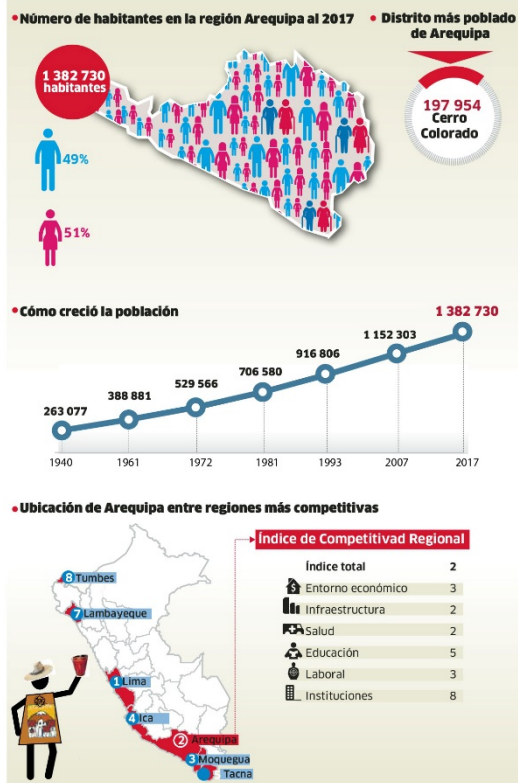 Número de habitantes en la región Arequipa al 2017
1 382 730
habitantes
49%
51%
Distrito más poblado
de Arequipa
197 954
Cerro
Colorado
Cómo creció la población
263 077
388 881
529 566
706 580
916 806
1 152 303
1 382 730
1940
1961
1972
1981
1993
2007
2017
Ubicación de Arequipa entre regiones más competitivas
8 Tumbes
7 Lambayeque
1 Lima
4 Ica
2 Arequipa
3 Moquegua
Tacna
Índice de Competitivad Regional
Índice total 2
Entorno económico 3
Infraestructura 2
Salud 2
Educación 5
Laboral 3
Instituciones 8